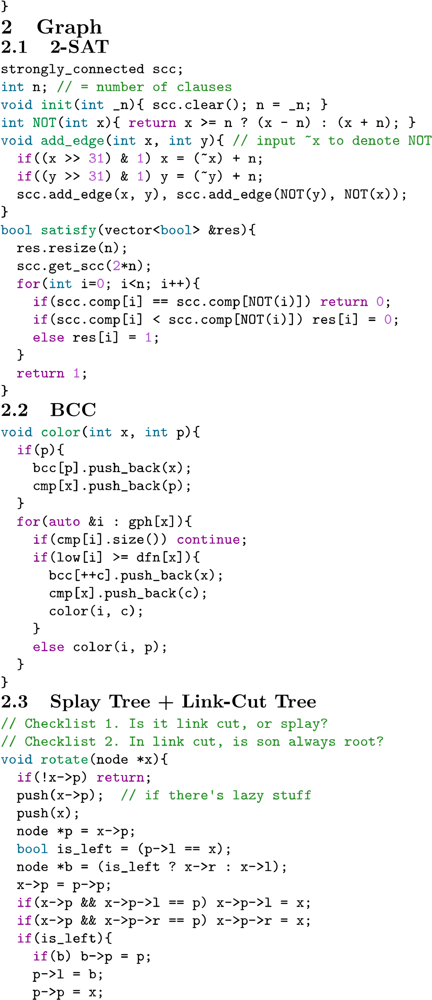 }
2 Graph
2.1 2-SAT
strongly_connected scc;
int n; // = number of clauses
void init(int _n){ scc.clear(); n = _n; }
int NOT(int x){ return x >= n ? (x - n) : (x + n); }
void add_edge(int x, int y){ // input ~x to denote NOT
  if((x >> 31) & 1) x = (~x) + n;
  if((y >> 31) & 1) y = (~y) + n;
  scc.add_edge(x, y), scc.add_edge(NOT(y), NOT(x));
}
bool satisfy(vector<bool> &res){
  res.resize(n);
  scc.get_scc(2*n);
  for(int i=0; i<n; i++){
    if(scc.comp[i] == scc.comp[NOT(i)]) return 0;
    if(scc.comp[i] < scc.comp[NOT(i)]) res[i] = 0;
    else res[i] = 1;
  }
  return 1;
}
2.2 BCC
void color(int x, int p){
  if(p){
    bcc[p].push_back(x);
    cmp[x].push_back(p);
  }
  for(auto &i : gph[x]){
    if(cmp[i].size()) continue;
    if(low[i] >= dfn[x]){
      bcc[++c].push_back(x);
      cmp[x].push_back(c);
      color(i, c);
    }
    else color(i, p);
  }
}
2.3 Splay Tree + Link-Cut Tree
// Checklist 1. Is it link cut, or splay?
// Checklist 2. In link cut, is son always root?
void rotate(node *x){
  if(!x->p) return;
  push(x->p);  // if there's lazy stuff
  push(x);
  node *p = x->p;
  bool is_left = (p->l == x);
  node *b = (is_left ? x->r : x->l);
  x->p = p->p;
  if(x->p && x->p->l == p) x->p->l = x;
  if(x->p && x->p->r == p) x->p->r = x;
  if(is_left){
    if(b) b->p = p;
    p->l = b;
    p->p = x;